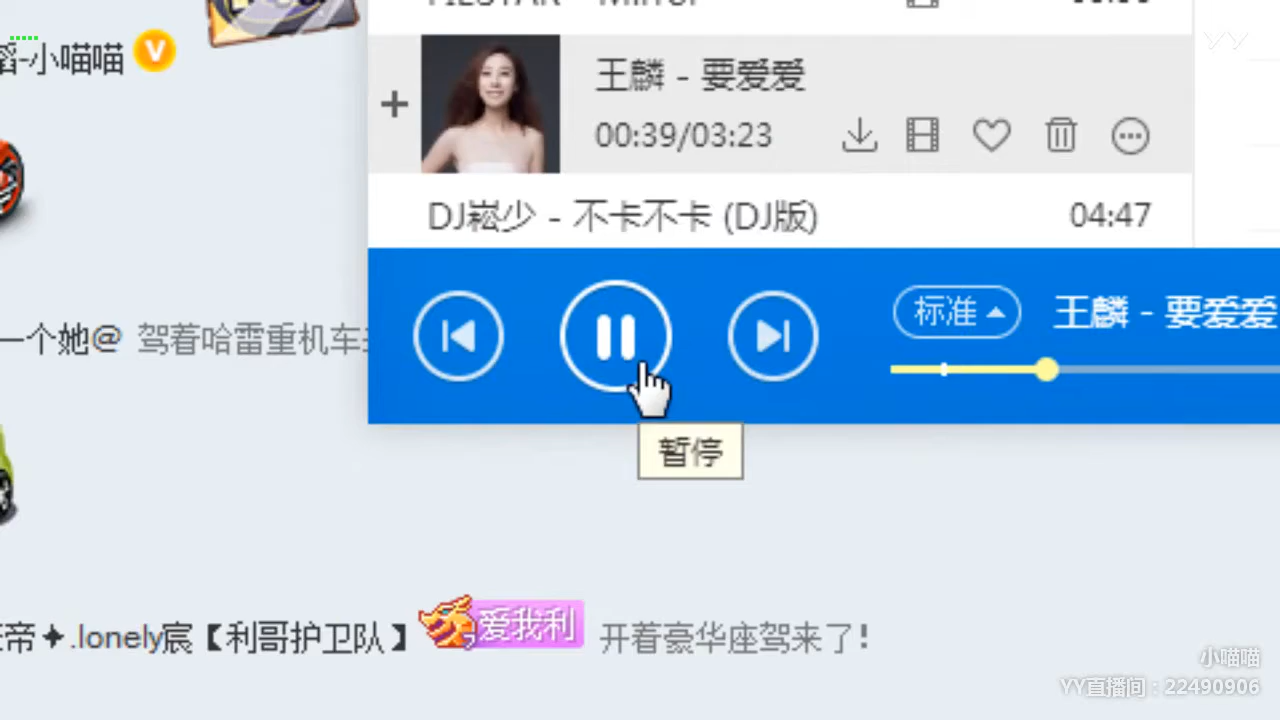 -小喵喵 V
YY
王麟 - 要爱爱
00:39/03:23
DJ崧少 - 不卡不卡 (DJ版)
04:47
标准
王麟 - 要爱爱
暂停
一个她@ 驾着哈雷重机车
帝✦.lonely宸【利哥护卫队】
爱我利
开着豪华座驾来了!
小喵喵
YY直播间：22490906